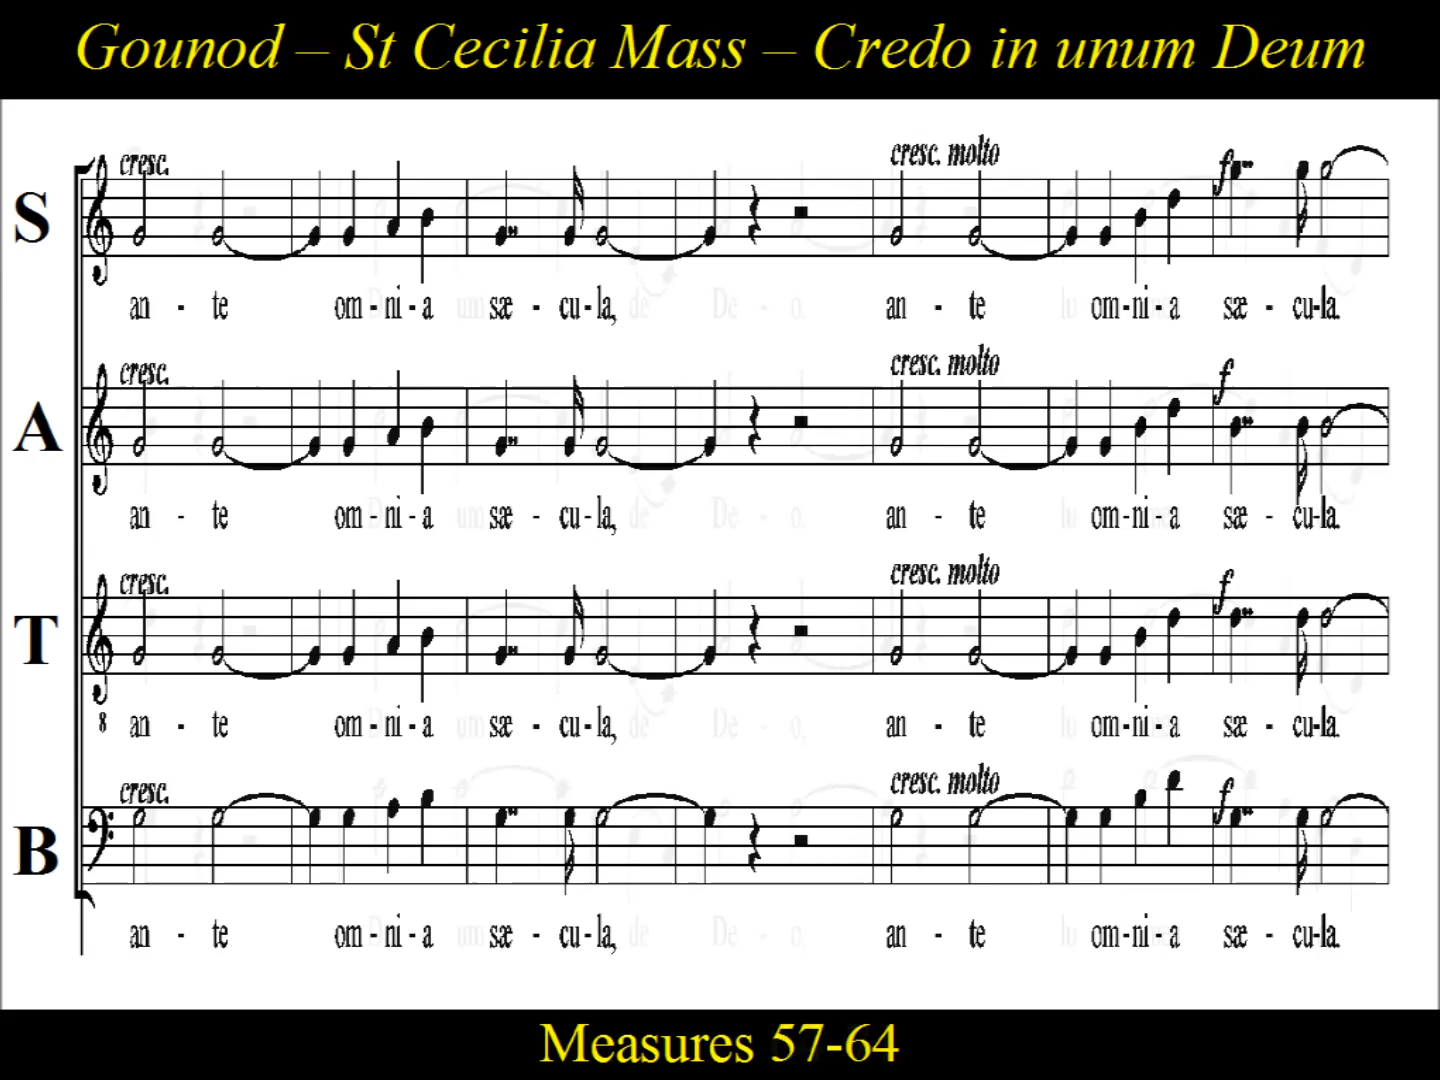 Gounod – St Cecilia Mass – Credo in unum Deum
cresc. cresc. molto f
S
an - te om - ni - a sæ - cu - la, an - te om - ni - a sæ - cu - la.
cresc. cresc. molto f
A
an - te om - ni - a sæ - cu - la, an - te om - ni - a sæ - cu - la.
cresc. cresc. molto f
T
8 an - te om - ni - a sæ - cu - la, an - te om - ni - a sæ - cu - la.
cresc. cresc. molto f
B
an - te om - ni - a sæ - cu - la, an - te om - ni - a sæ - cu - la.
Measures 57-64